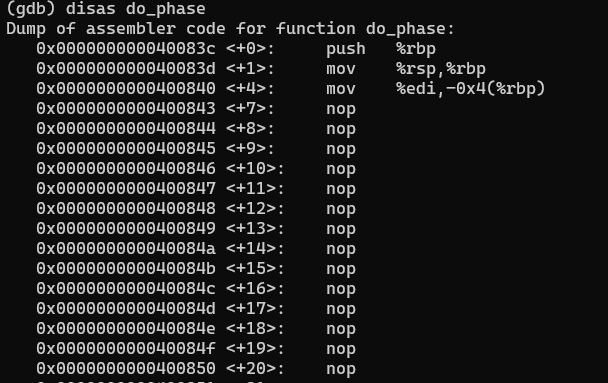 (gdb) disas do_phase
Dump of assembler code for function do_phase:
   0x000000000040083c <+0>:     push   %rbp
   0x000000000040083d <+1>:     mov    %rsp,%rbp
   0x0000000000400840 <+4>:     mov    %edi,-0x4(%rbp)
   0x0000000000400843 <+7>:     nop
   0x0000000000400844 <+8>:     nop
   0x0000000000400845 <+9>:     nop
   0x0000000000400846 <+10>:    nop
   0x0000000000400847 <+11>:    nop
   0x0000000000400848 <+12>:    nop
   0x0000000000400849 <+13>:    nop
   0x000000000040084a <+14>:    nop
   0x000000000040084b <+15>:    nop
   0x000000000040084c <+16>:    nop
   0x000000000040084d <+17>:    nop
   0x000000000040084e <+18>:    nop
   0x000000000040084f <+19>:    nop
   0x0000000000400850 <+20>:    nop